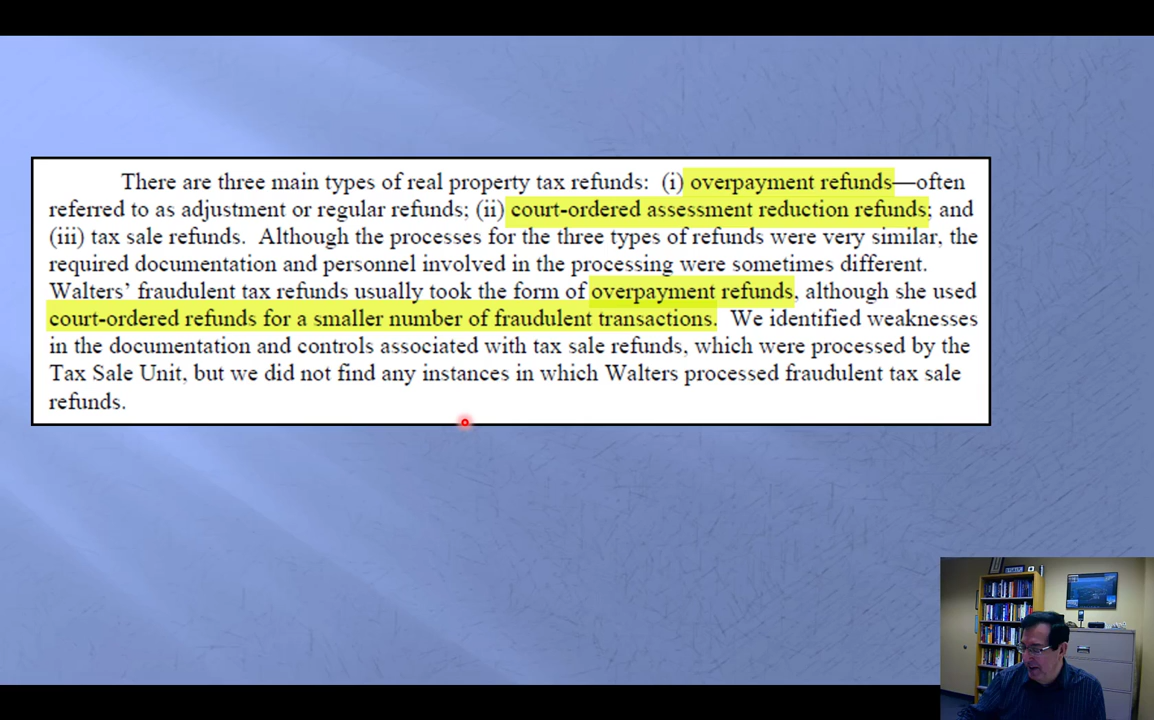 There are three main types of real property tax refunds: (i) overpayment refunds—often
referred to as adjustment or regular refunds; (ii) court-ordered assessment reduction refunds; and
(iii) tax sale refunds. Although the processes for the three types of refunds were very similar, the
required documentation and personnel involved in the processing were sometimes different.
Walters’ fraudulent tax refunds usually took the form of overpayment refunds, although she used
court-ordered refunds for a smaller number of fraudulent transactions. We identified weaknesses
in the documentation and controls associated with tax sale refunds, which were processed by the
Tax Sale Unit, but we did not find any instances in which Walters processed fraudulent tax sale
refunds.